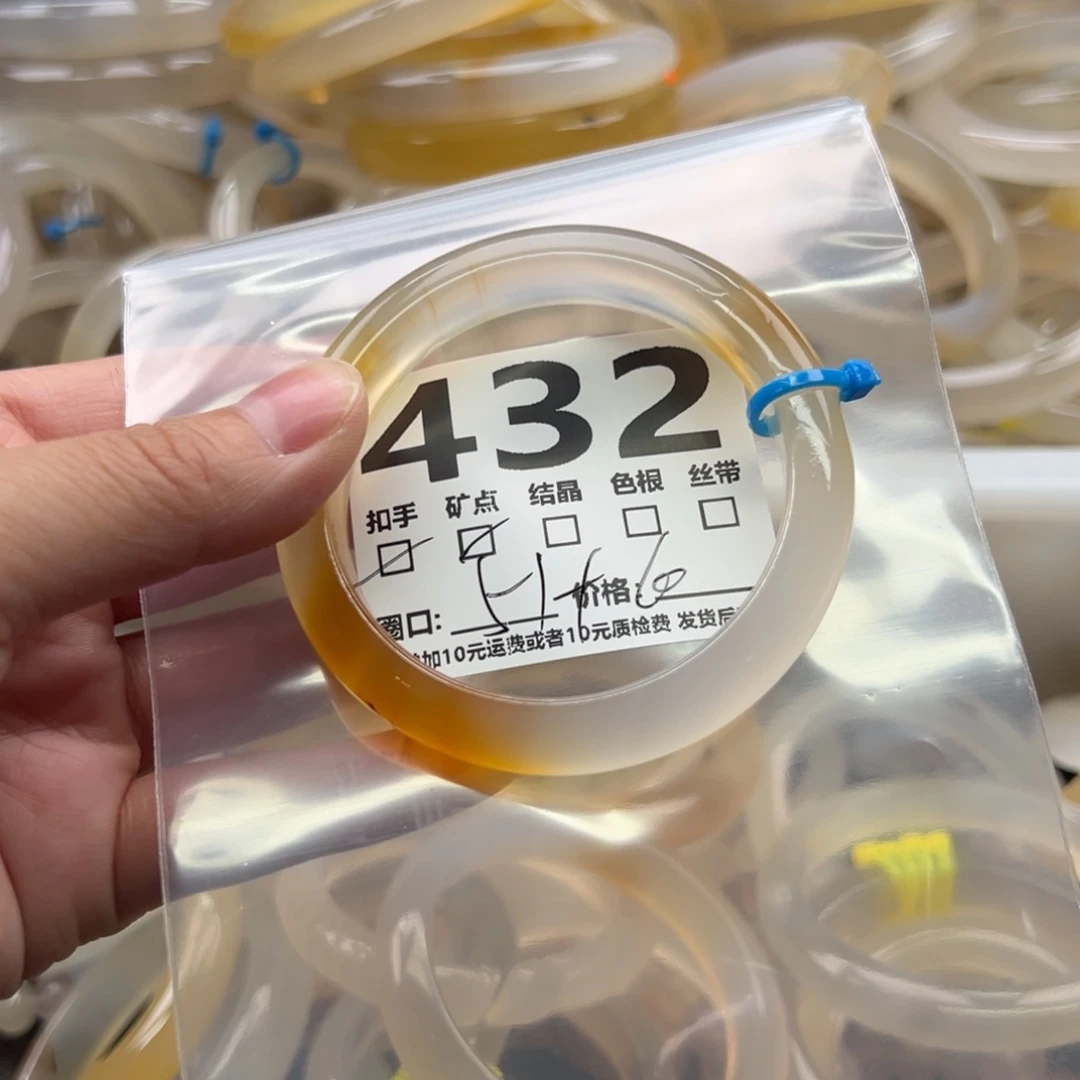 432
扣手 矿点 结晶 色根 丝带
圈口: 价格:
加10元运费或者10元质检费 发货后